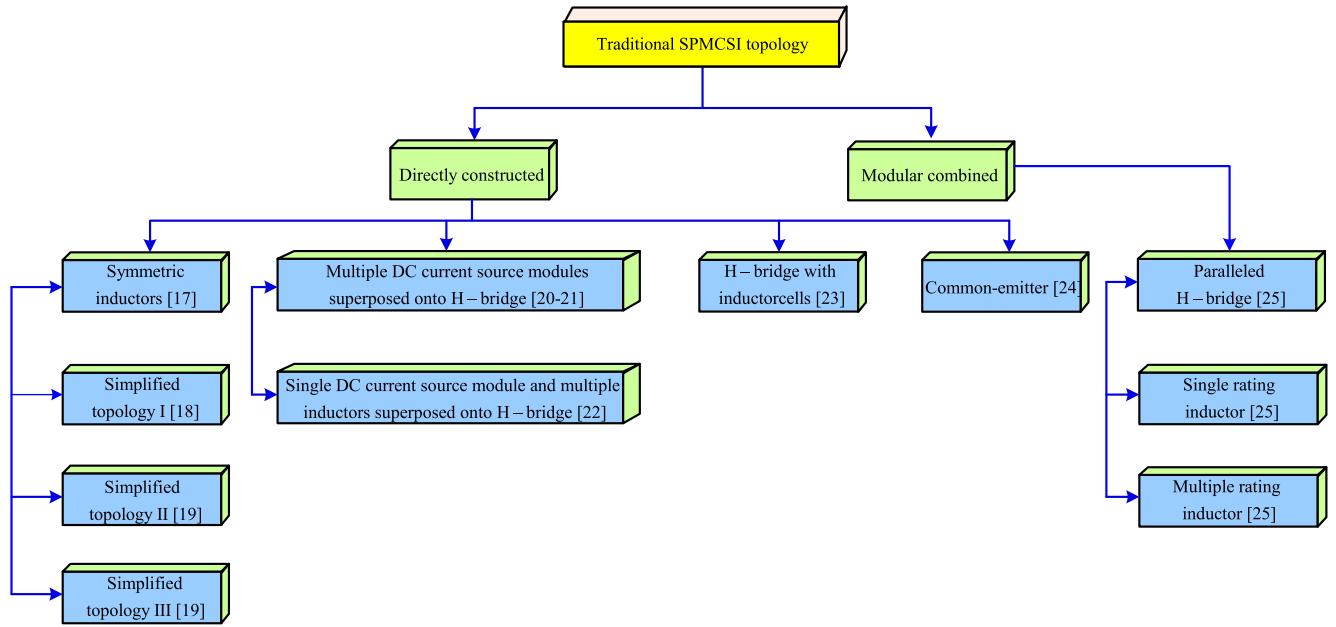 Traditional SPMCSI topology
Directly constructed
Modular combined
Symmetric
inductors [17]
Multiple DC current source modules
superposed onto H−bridge [20-21]
H−bridge with
inductorcells [23]
Common-emitter [24]
Paralleled
H−bridge [25]
Simplified
topology I [18]
Single DC current source module and multiple
inductors superposed onto H−bridge [22]
Single rating
inductor [25]
Simplified
topology II [19]
Multiple rating
inductor [25]
Simplified
topology III [19]